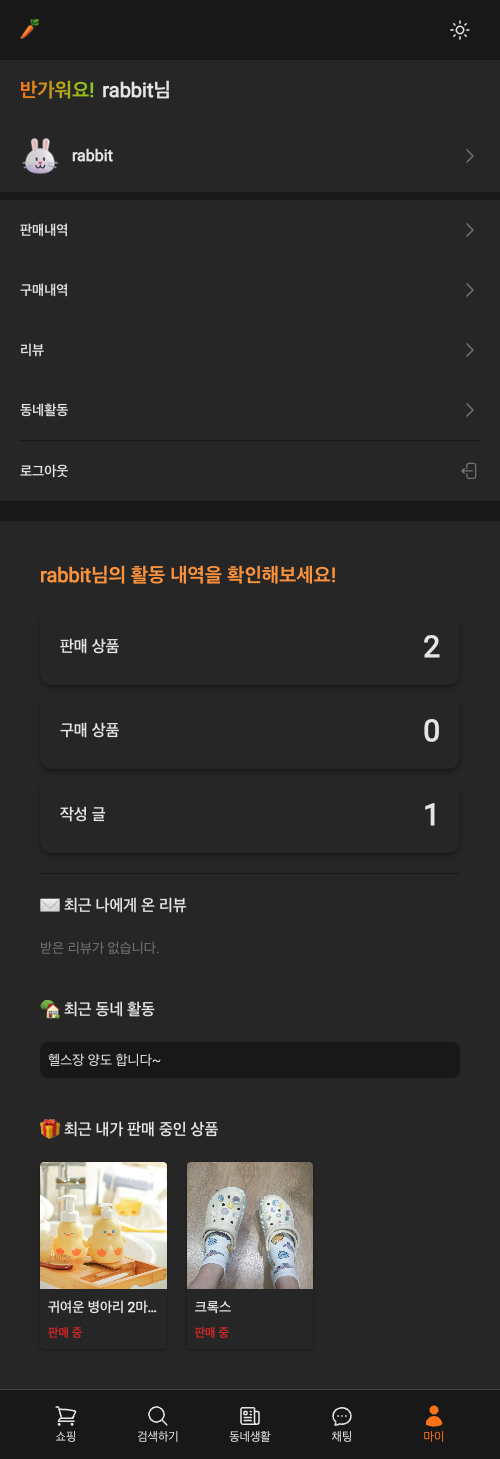 반가워요! rabbit님
rabbit
판매내역
구매내역
리뷰
동네활동
로그아웃
rabbit님의 활동 내역을 확인해보세요!
판매 상품 2
구매 상품 0
작성 글 1
최근 나에게 온 리뷰
받은 리뷰가 없습니다.
최근 동네 활동
헬스장 양도 합니다~
최근 내가 판매 중인 상품
귀여운 병아리 2마... 크록스
판매 중 판매 중
쇼핑 검색하기 동네생활 채팅 마이